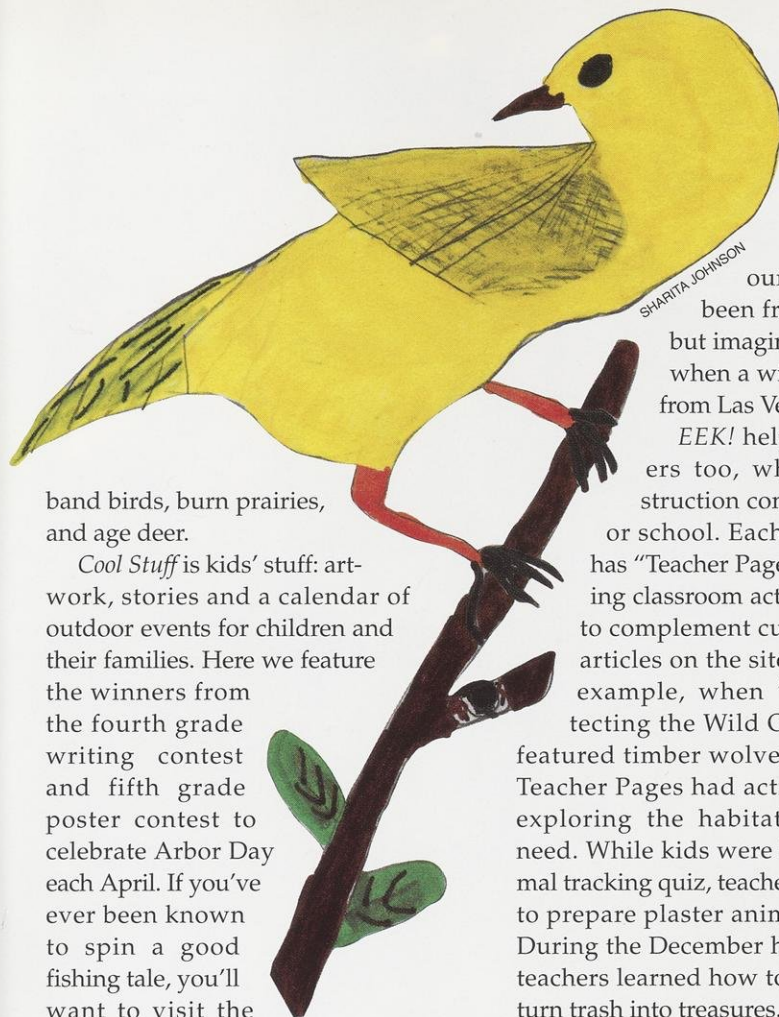 SHARITA JOHNSON
band birds, burn prairies,
and age deer.
Cool Stuff is kids' stuff: art-
work, stories and a calendar of
outdoor events for children and
their families. Here we feature
the winners from
the fourth grade
writing contest
and fifth grade
poster contest to
celebrate Arbor Day
each April. If you've
ever been known
to spin a good
fishing tale, you'll
want to visit the
our
been fr
but imagin
when a wi
from Las Ve
EEK! hel
ers too, wh
struction con
or school. Each
has "Teacher Page
ing classroom act
to complement cu
articles on the site
example, when
tecting the Wild C
featured timber wolve
Teacher Pages had act
exploring the habitat
need. While kids were
mal tracking quiz, teache
to prepare plaster anim
During the December h
teachers learned how to
turn trash into treasures.